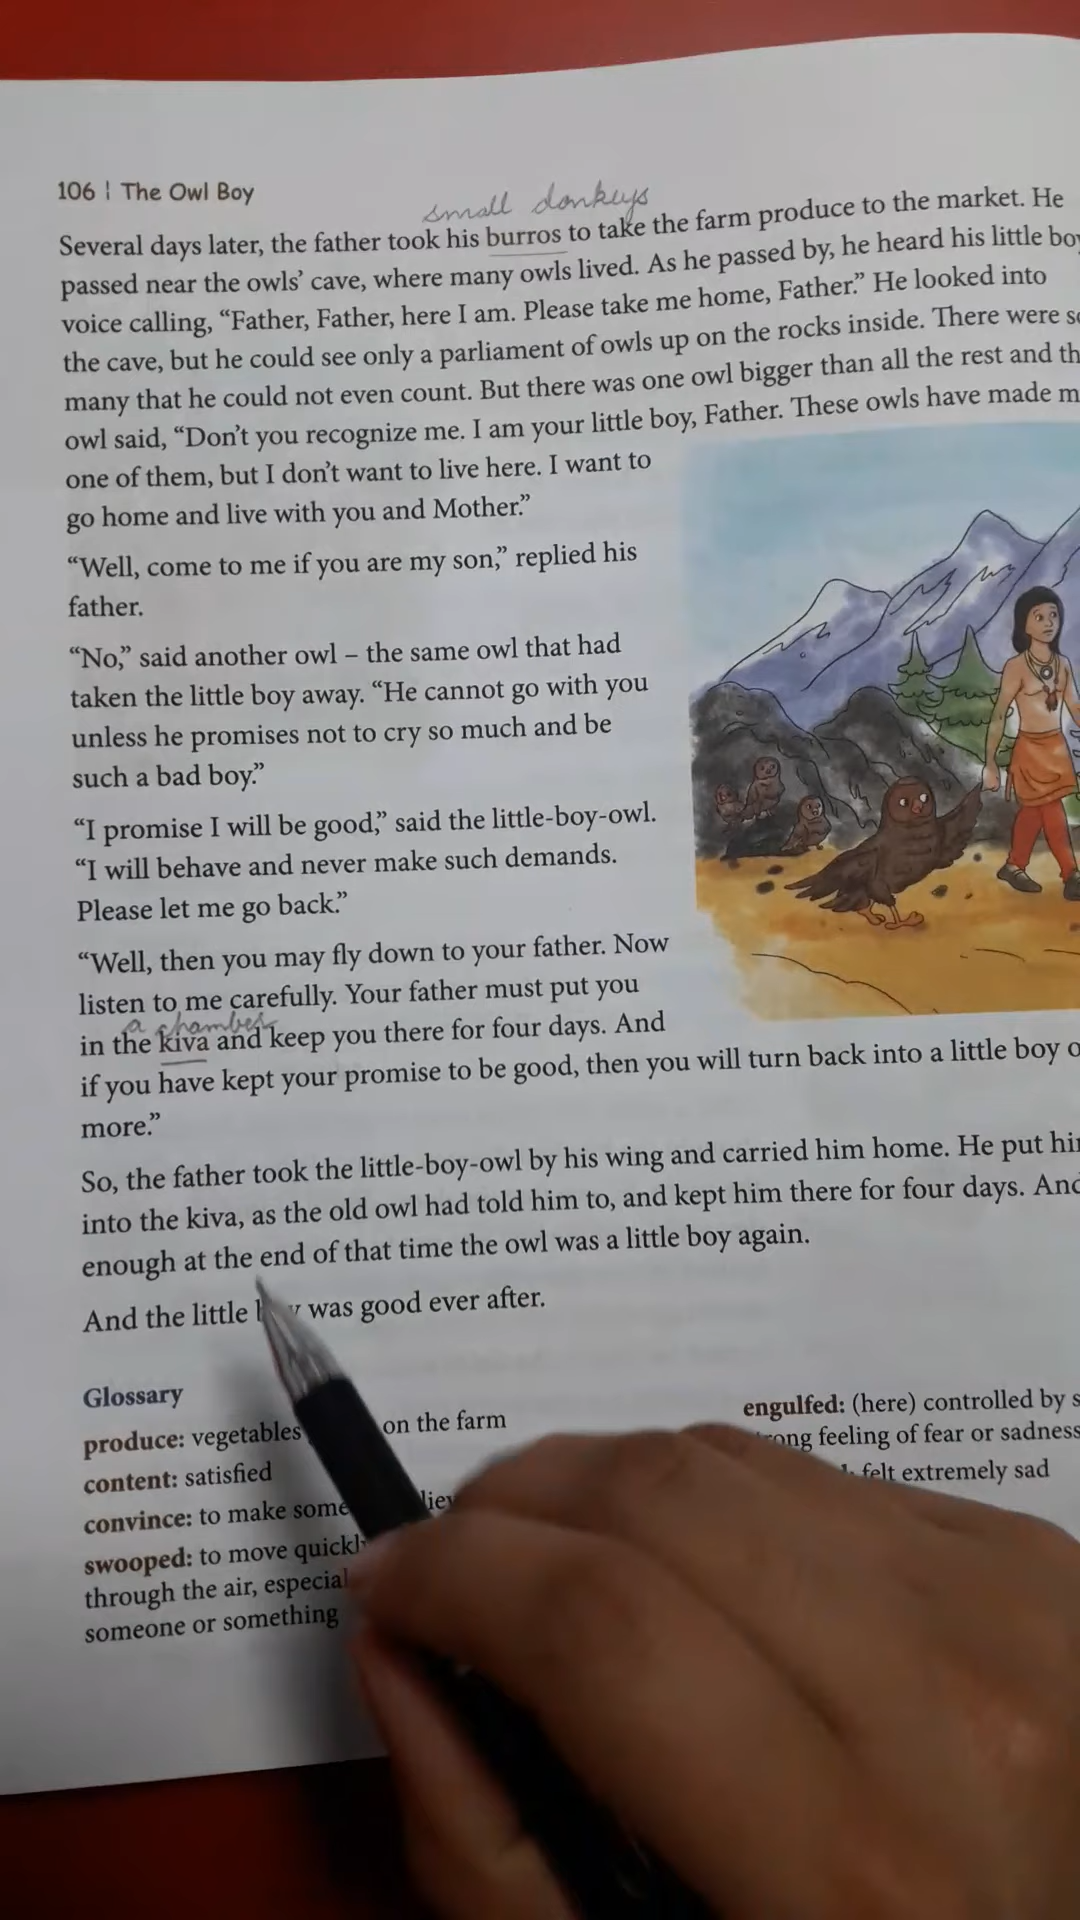 106 | The Owl Boy
small donkeys
Several days later, the father took his burros to take the farm produce to the market. He
passed near the owls' cave, where many owls lived. As he passed by, he heard his little
voice calling, “Father, Father, here I am. Please take me home, Father.” He looked into
the cave, but he could see only a parliament of owls up on the rocks inside. There were
many that he could not even count. But there was one owl bigger than all the rest and
owl said, “Don't you recognize me. I am your little boy, Father. These owls have made
one of them, but I don't want to live here. I want to
go home and live with you and Mother.”
“Well, come to me if you are my son,” replied his
father.
“No,” said another owl – the same owl that had
taken the little boy away. “He cannot go with you
unless he promises not to cry so much and be
such a bad boy.”
“I promise I will be good,” said the little-boy-owl.
“I will behave and never make such demands.
Please let me go back.”
“Well, then you may fly down to your father. Now
listen to me carefully. Your father must put you
a chamber
in the kiva and keep you there for four days. And
if you have kept your promise to be good, then you will turn back into a little boy
more.”
So, the father took the little-boy-owl by his wing and carried him home. He put
into the kiva, as the old owl had told him to, and kept him there for four days. And
enough at the end of that time the owl was a little boy again.
And the little was good ever after.
Glossary
produce: vegetables on the farm
content: satisfied
convince: to make
swooped: to move
through the air,
someone or something
engulfed: (here) controlled by
feeling of fear or sadness
felt extremely sad